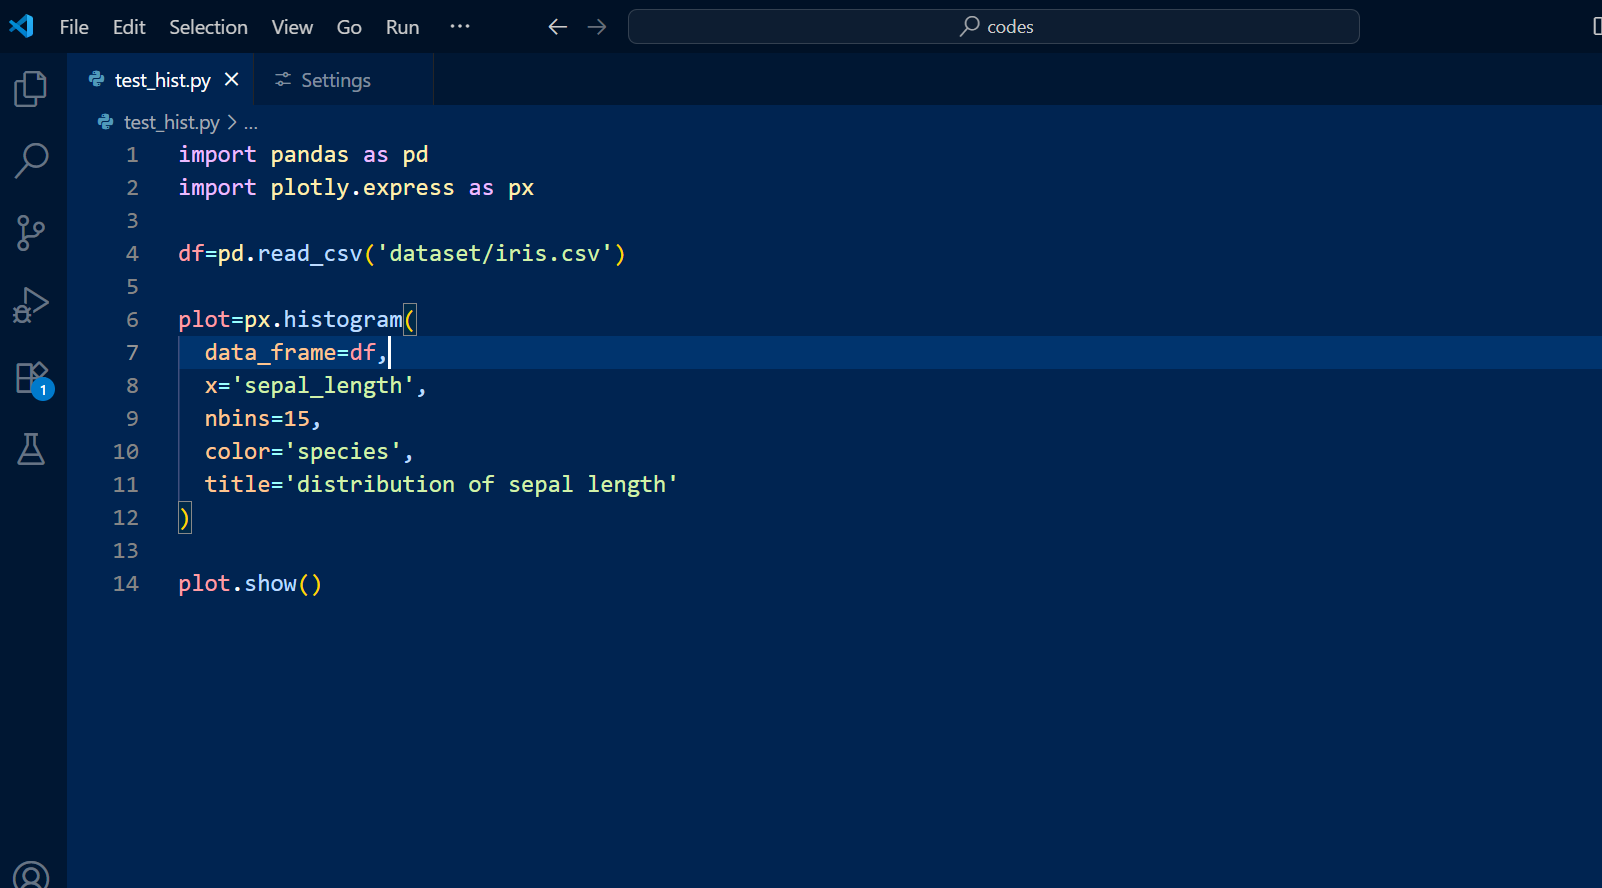 File Edit Selection View Go Run ··· codes
test_hist.py Settings
test_hist.py > ...
1 import pandas as pd
2 import plotly.express as px
3
4 df=pd.read_csv('dataset/iris.csv')
5
6 plot=px.histogram(
7   data_frame=df,
8   x='sepal_length',
9   nbins=15,
10   color='species',
11   title='distribution of sepal length'
12 )
13
14 plot.show()
1